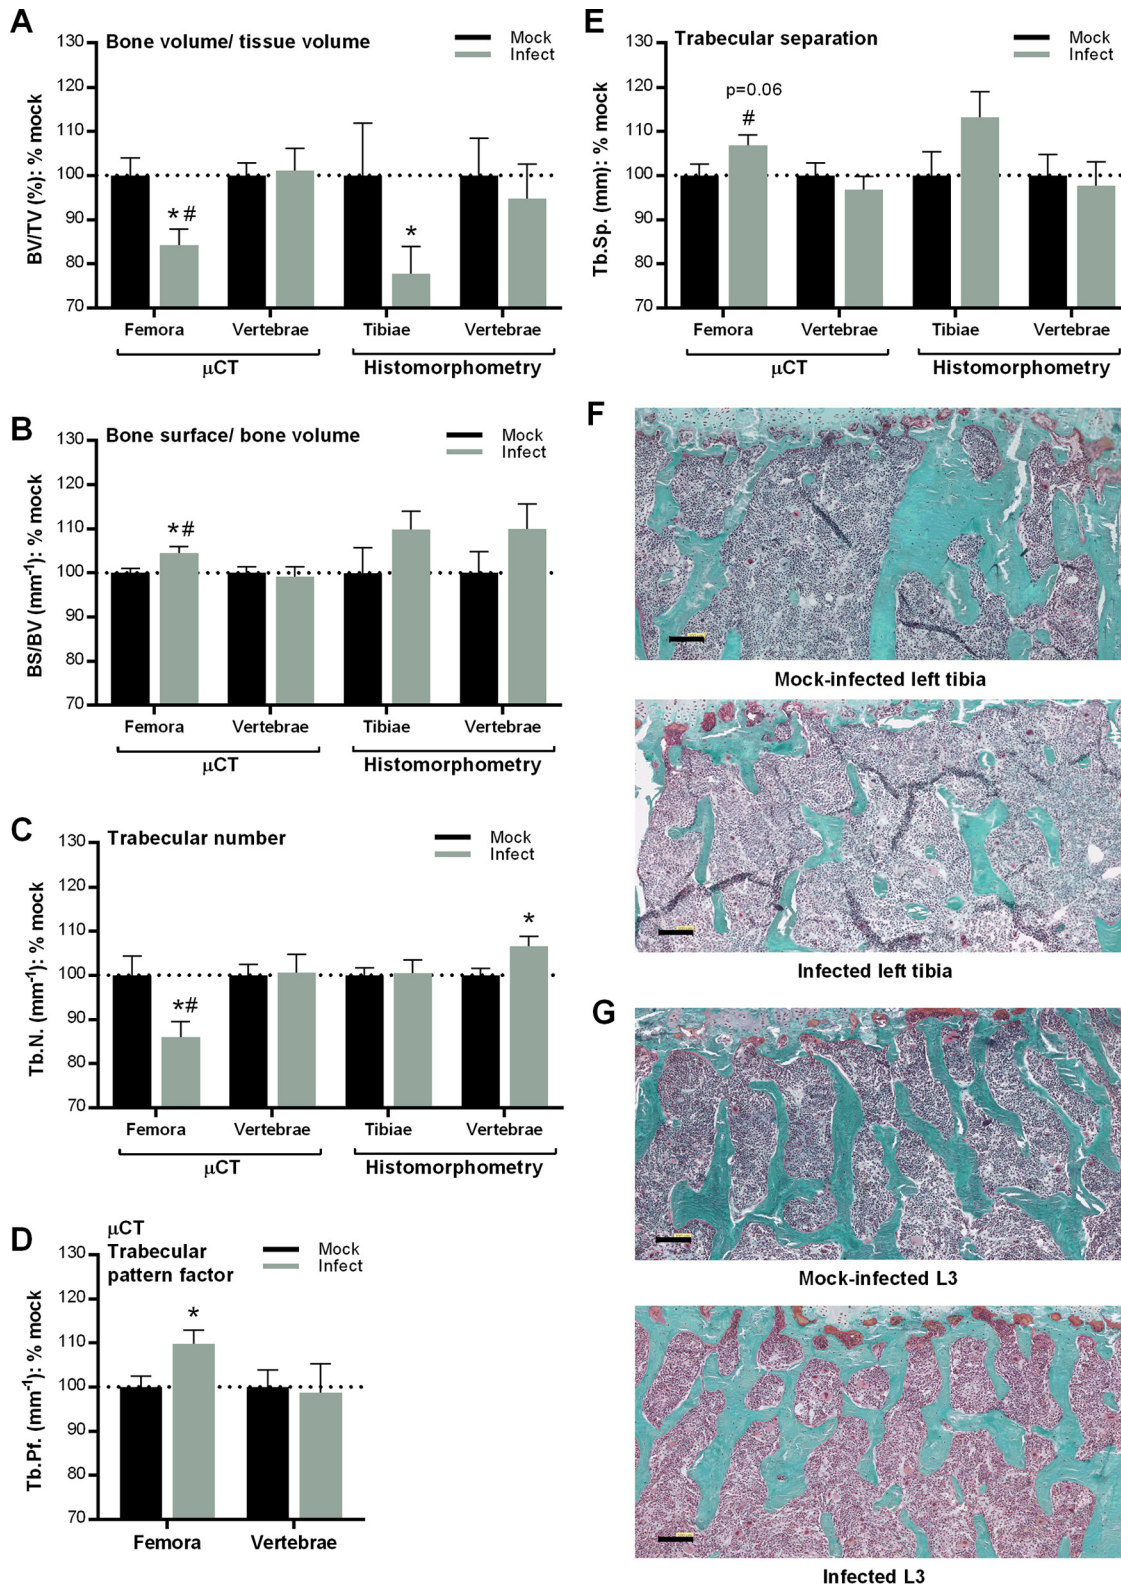 A
Bone volume/ tissue volume
Mock
Infect
BV/TV (%): % mock
130
120
110
100
90
80
70
*#
*
Femora
Vertebrae
Tibiae
Vertebrae
μCT
Histomorphometry
B
Bone surface/ bone volume
Mock
Infect
BS/BV (mm⁻¹): % mock
130
120
110
100
90
80
70
*#
Femora
Vertebrae
Tibiae
Vertebrae
μCT
Histomorphometry
C
Trabecular number
Mock
Infect
Tb.N. (mm⁻¹): % mock
130
120
110
100
90
80
70
*#
*
Femora
Vertebrae
Tibiae
Vertebrae
μCT
Histomorphometry
D
μCT
Trabecular
pattern factor
Mock
Infect
Tb.Pf. (mm⁻¹): % mock
130
120
110
100
90
80
70
*
Femora
Vertebrae
E
Trabecular separation
Mock
Infect
Tb.Sp. (mm): % mock
130
120
110
100
90
80
70
p=0.06
#
Femora
Vertebrae
Tibiae
Vertebrae
μCT
Histomorphometry
F
Mock-infected left tibia
Infected left tibia
G
Mock-infected L3
Infected L3